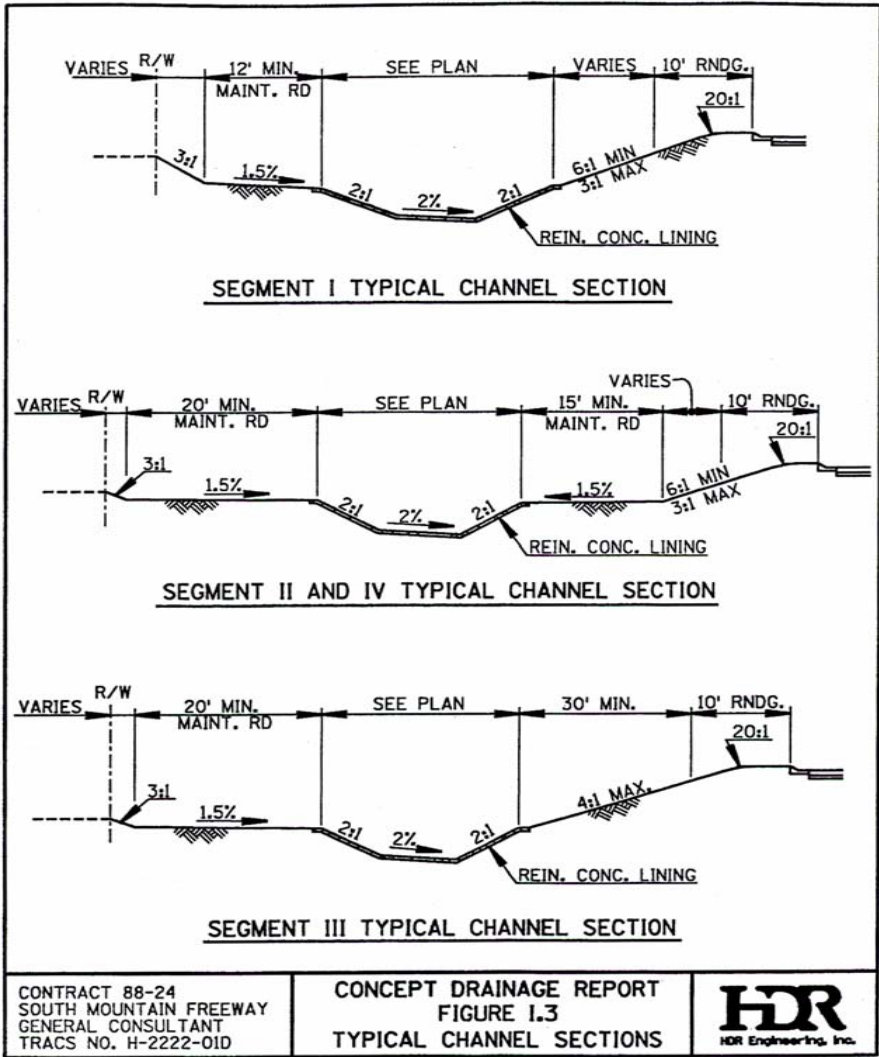 R/W
VARIES 12' MIN. SEE PLAN VARIES 10' RNDG.
MAINT. RD
20:1
3:1
1.5%
6:1 MIN
3:1 MAX
2:1
2%
2:1
REIN. CONC. LINING
SEGMENT I TYPICAL CHANNEL SECTION
VARIES
R/W
VARIES 20' MIN. SEE PLAN 15' MIN. 10' RNDG.
MAINT. RD MAINT. RD
20:1
3:1
1.5%
1.5%
6:1 MIN
3:1 MAX
2:1
2%
2:1
REIN. CONC. LINING
SEGMENT II AND IV TYPICAL CHANNEL SECTION
R/W
VARIES 20' MIN. SEE PLAN 30' MIN. 10' RNDG.
MAINT. RD
20:1
3:1
1.5%
4:1 MAX.
2:1
2%
2:1
REIN. CONC. LINING
SEGMENT III TYPICAL CHANNEL SECTION
CONTRACT 88-24
SOUTH MOUNTAIN FREEWAY
GENERAL CONSULTANT
TRACS NO. H-2222-01D
CONCEPT DRAINAGE REPORT
FIGURE 1.3
TYPICAL CHANNEL SECTIONS
HDR
HDR Engineering, Inc.